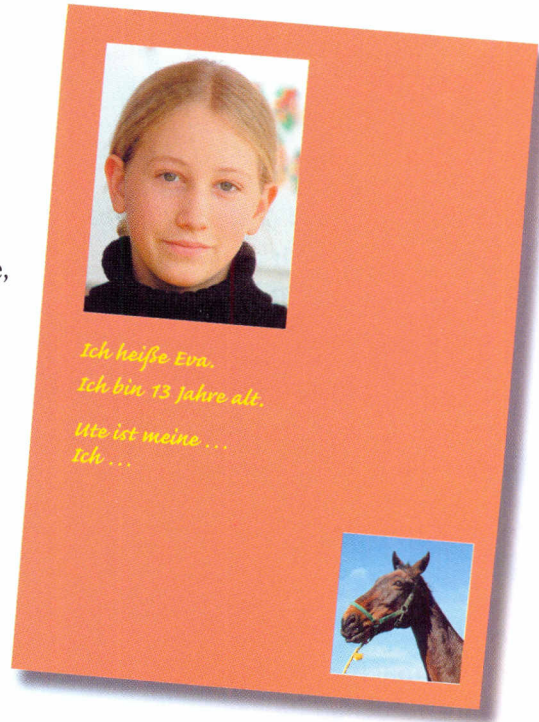 Ich heiße Eva.
Ich bin 13 Jahre alt.
Ute ist meine ...
Ich ...